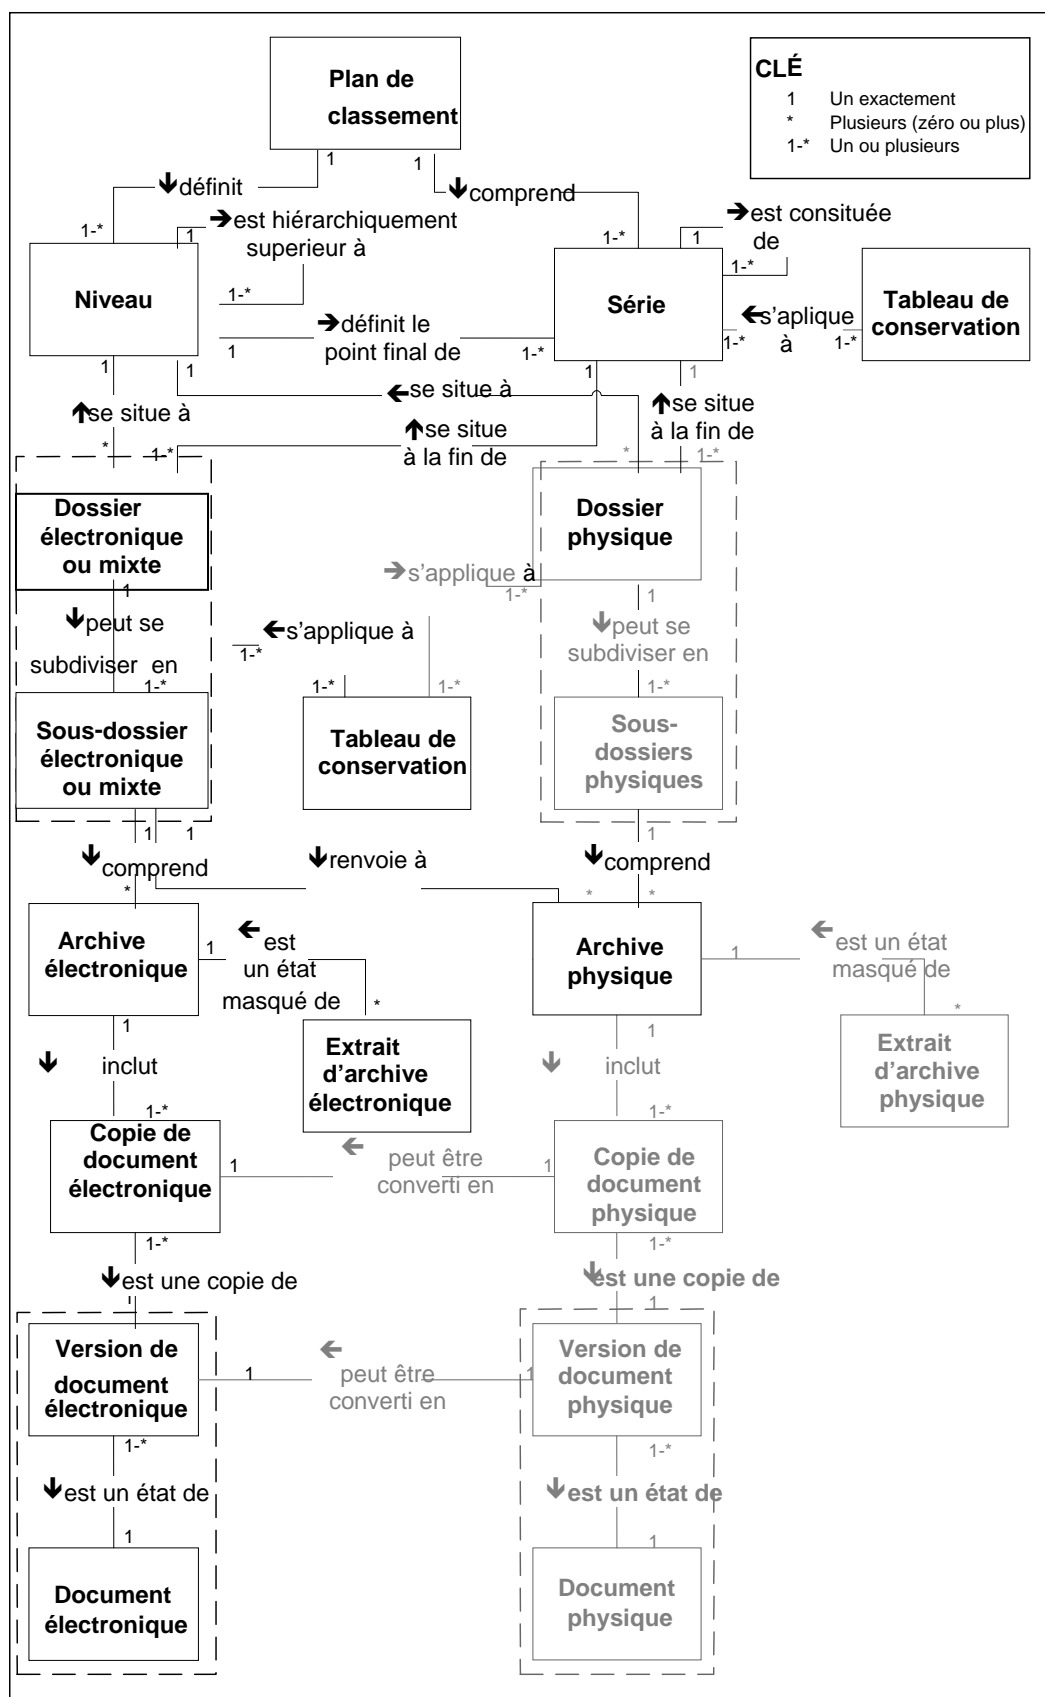 Plan de
classement
CLÉ
1 Un exactement
* Plusieurs (zéro ou plus)
1-* Un ou plusieurs
1
1
définit
comprend
1-*
1
est hiérarchiquement
superieur à
1-*
1
est consituée
de
1-*
Niveau
1-*
Série
Tableau de
conservation
s'aplique
à
1-*
1-*
1
définit le
point final de
1-*
1
1
1
1
se situe à
se situe à
se situe
à la fin de
se situe
à la fin de
*
1-*
*
1-*
Dossier
électronique
ou mixte
Dossier
physique
s'applique à
1-*
1
1
peut se
subdiviser en
s'applique à
1-*
peut se
subdiviser en
1-*
1-*
1-*
1-*
Sous-dossier
électronique
ou mixte
Tableau de
conservation
Sous-
dossiers
physiques
1
1
1
comprend
renvoie à
comprend
*
*
*
Archive
électronique
1
est
un état
masqué de
*
Archive
physique
1
est un état
masqué de
*
1
Extrait
d'archive
électronique
1
Extrait
d'archive
physique
inclut
inclut
1-*
1-*
Copie de
document
électronique
1
peut être
converti en
1
Copie de
document
physique
1-*
1-*
est une copie de
est une copie de
1
1
Version de
document
électronique
1
peut être
converti en
1
Version de
document
physique
1-*
1-*
est un état de
est un état de
1
1
Document
électronique
Document
physique